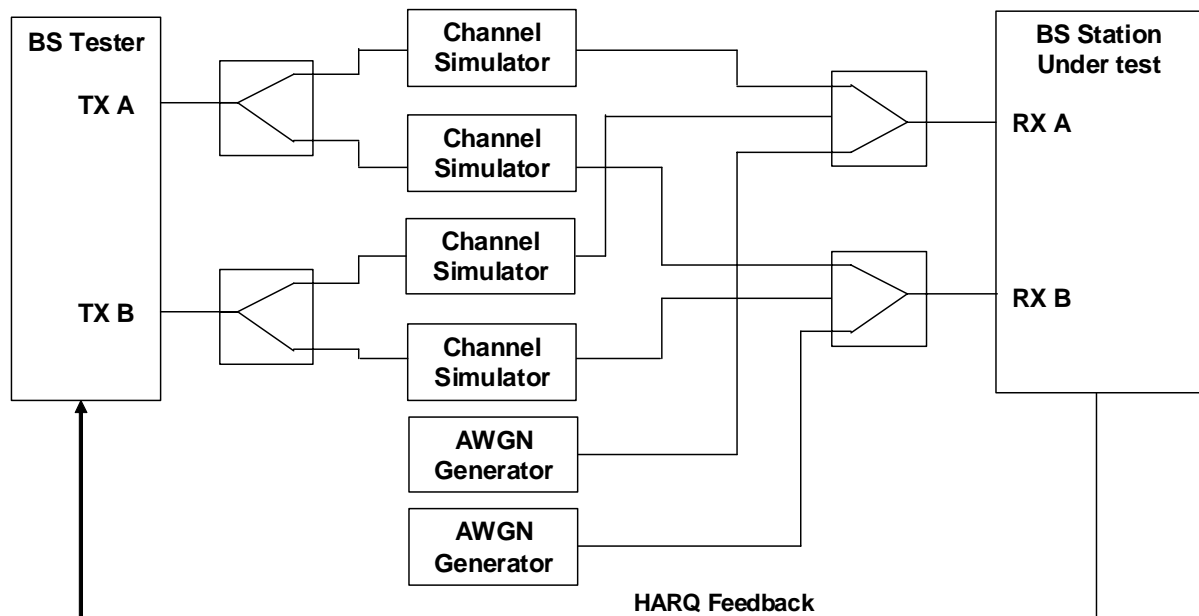 BS Tester
TX A
TX B
Channel
Simulator
Channel
Simulator
Channel
Simulator
Channel
Simulator
AWGN
Generator
AWGN
Generator
BS Station
Under test
RX A
RX B
HARQ Feedback